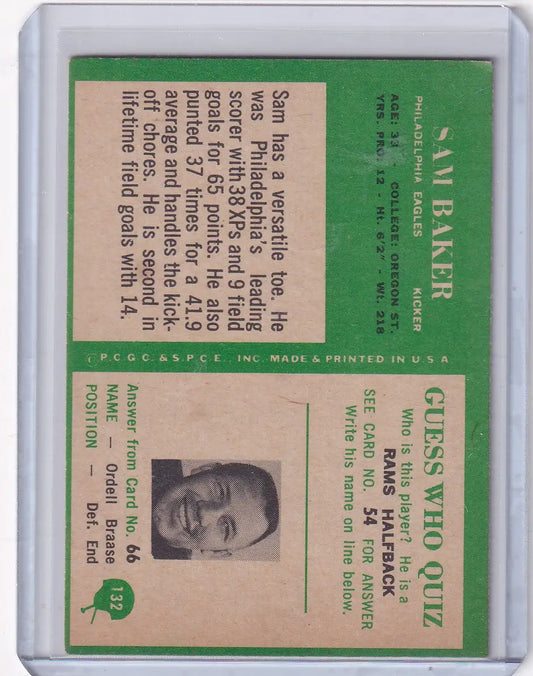 SAM BAKER
PHILADELPHIA EAGLES KICKER
AGE: 33 - COLLEGE: OREGON ST.
YRS. PRO: 12 - Ht. 6'2" - Wt. 218
Sam has a versatile toe. He
was Philadelphia's leading
scorer with 38 XPs and 9 field
goals for 65 points. He also
punted 37 times for a 41.9
average and handles the kick-
off chores. He is second in
lifetime field goals with 14.
©P.C.G.C. & S.P.C.E., INC. MADE & PRINTED IN U S A
GUESS WHO QUIZ
Who is this player? He is a
RAMS HALFBACK
SEE CARD NO. 54 FOR ANSWER
Write his name on line below.
Answer from Card No. 66
NAME — Ordell Braase
POSITION — Def. End
132